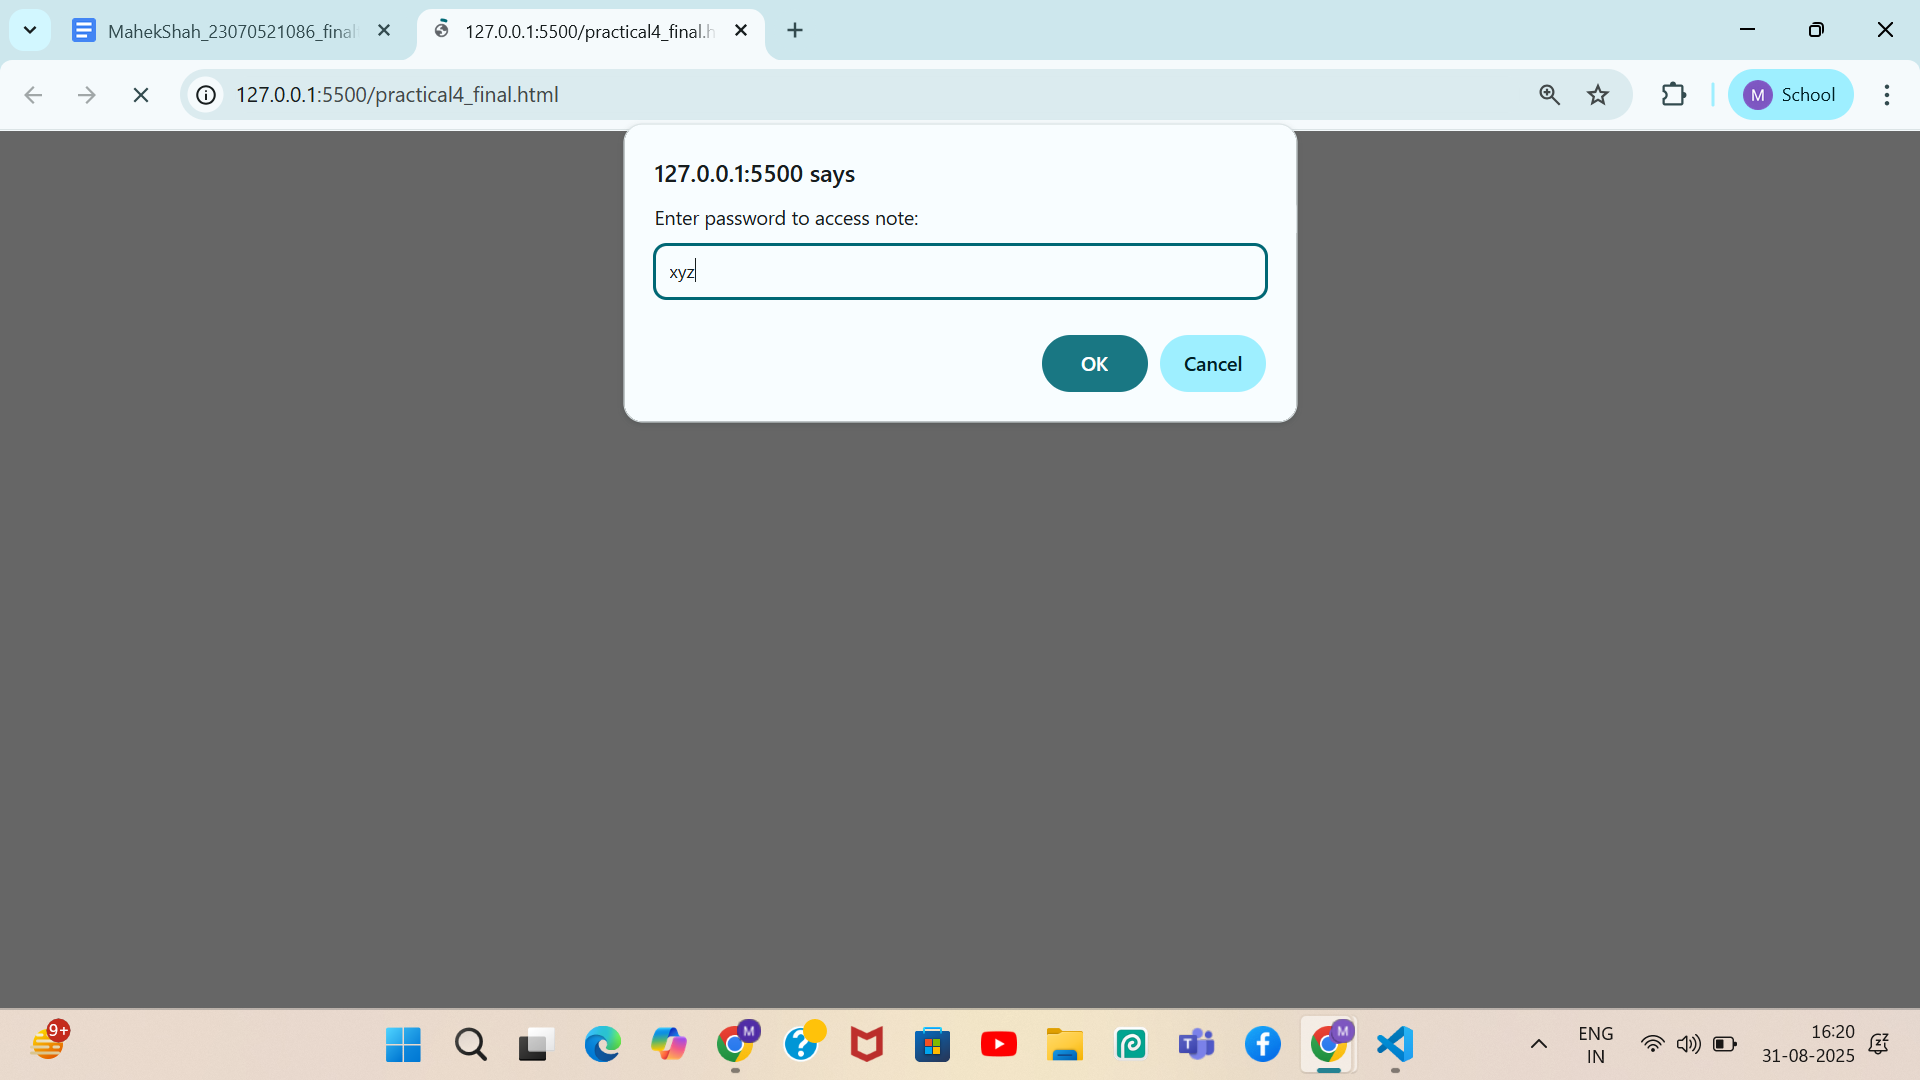 MahekShah_23070521086_final
127.0.0.1:5500/practical4_final.h
127.0.0.1:5500/practical4_final.html
M School
127.0.0.1:5500 says
Enter password to access note:
xyz
OK Cancel
9+
M
M
ENG
IN
16:20
31-08-2025